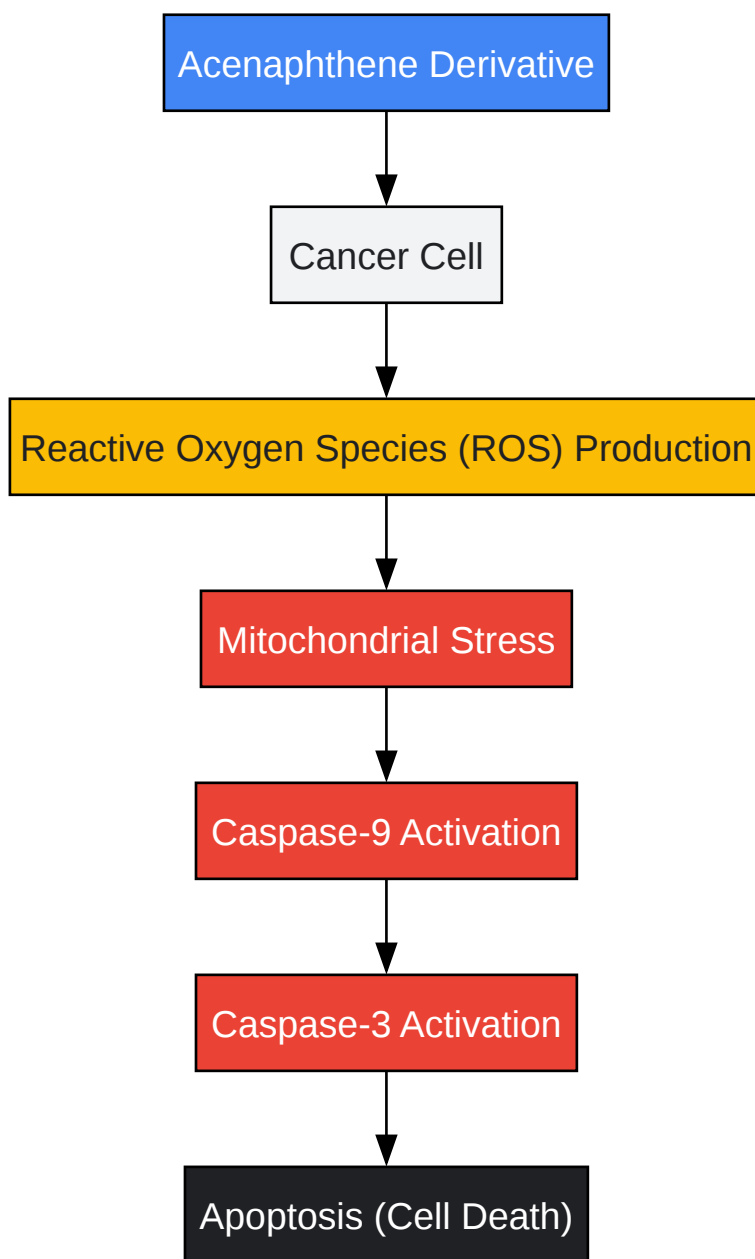 Acenaphthene Derivative
Cancer Cell
Reactive Oxygen Species (ROS) Production
Mitochondrial Stress
Caspase-9 Activation
Caspase-3 Activation
Apoptosis (Cell Death)